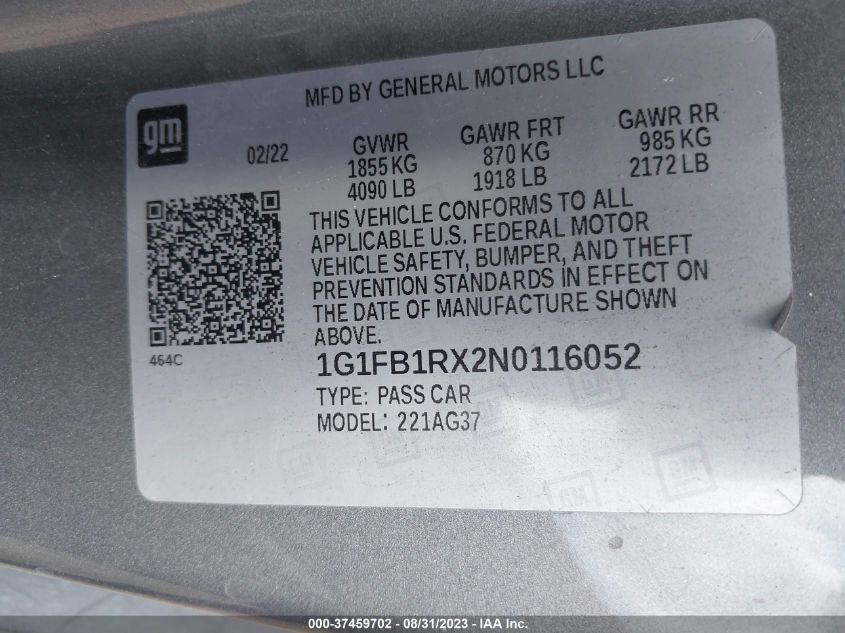 MFD BY GENERAL MOTORS LLC
gm
02/22
GVWR
1855 KG
4090 LB
GAWR FRT
870 KG
1918 LB
GAWR RR
985 KG
2172 LB
THIS VEHICLE CONFORMS TO ALL
APPLICABLE U.S. FEDERAL MOTOR
VEHICLE SAFETY, BUMPER, AND THEFT
PREVENTION STANDARDS IN EFFECT ON
THE DATE OF MANUFACTURE SHOWN
ABOVE.
464C
1G1FB1RX2N0116052
TYPE: PASS CAR
MODEL: 221AG37
GM
GM
000-37459702 - 08/31/2023 - IAA Inc.